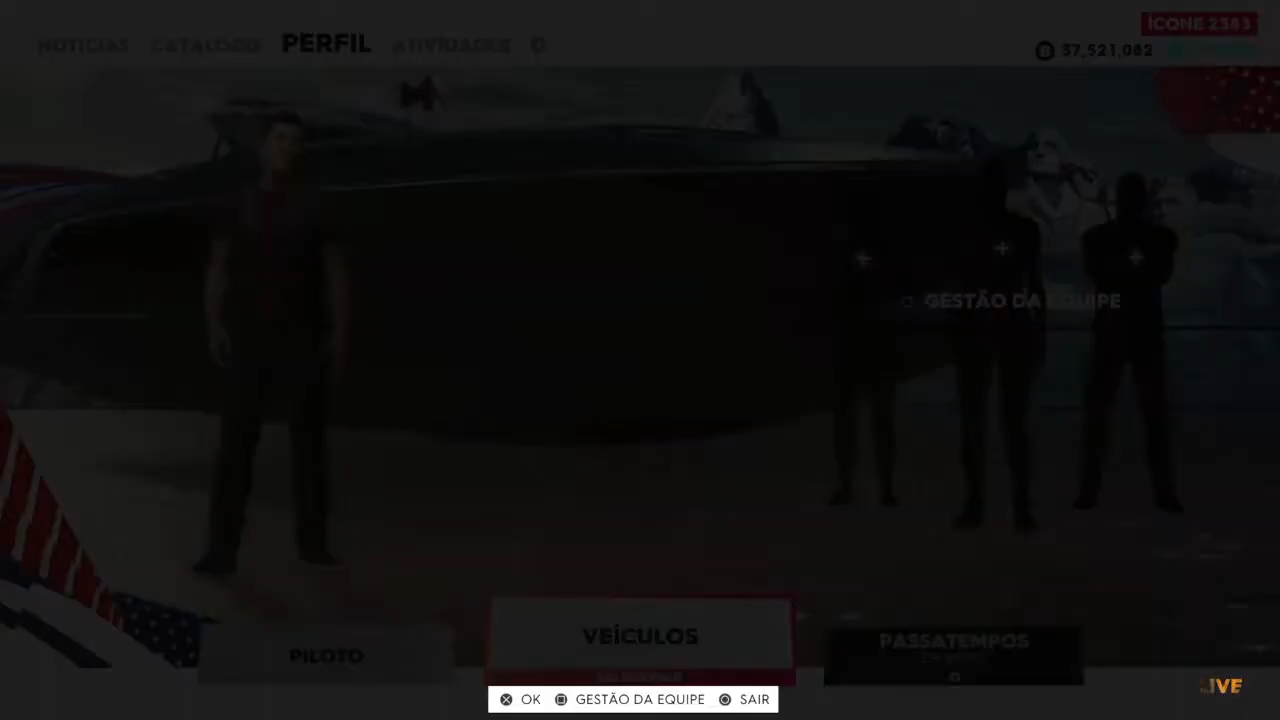 NOTÍCIAS CATÁLOGO PERFIL ATIVIDADES
ÍCONE 2383
57,521,082
GESTÃO DA EQUIPE
PILOTO
VEÍCULOS
PASSATEMPOS
OK GESTÃO DA EQUIPE SAIR
LIVE